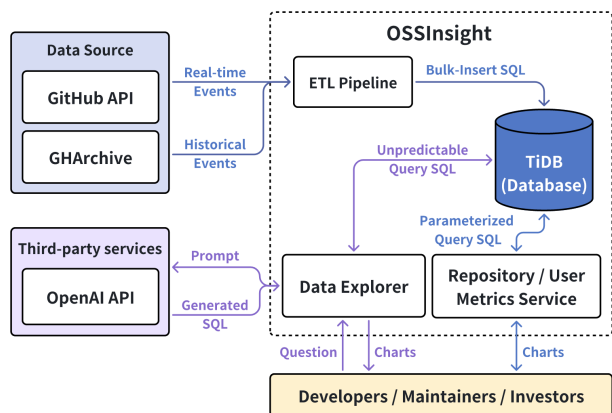 OSSInsight
Data Source
GitHub API
GHArchive
Real-time
Events
Historical
Events
ETL Pipeline
Bulk-Insert SQL
TiDB
(Database)
Unpredictable
Query SQL
Parameterized
Query SQL
Third-party services
OpenAI API
Prompt
Generated
SQL
Data Explorer
Repository / User
Metrics Service
Question
Charts
Charts
Developers / Maintainers / Investors